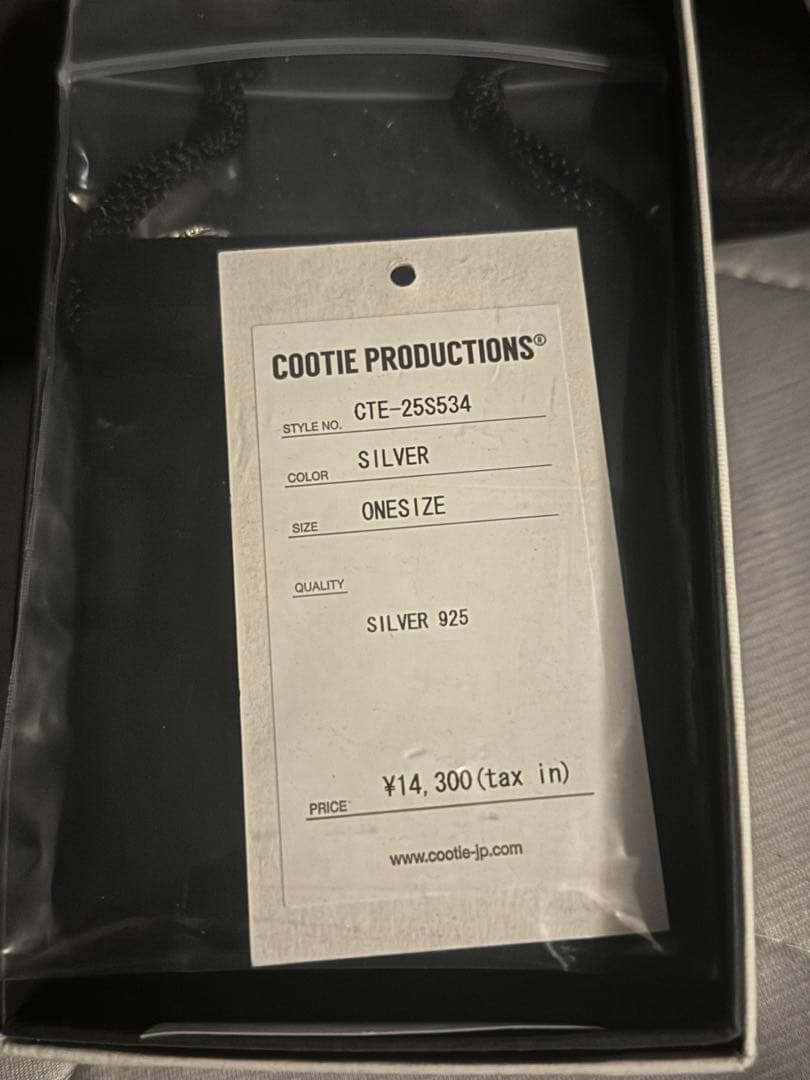 COOTIE PRODUCTIONS®
STYLE NO. CTE-25S534
COLOR SILVER
SIZE ONESIZE
QUALITY
SILVER 925
PRICE ¥14,300(tax in)
www.cootie-jp.com